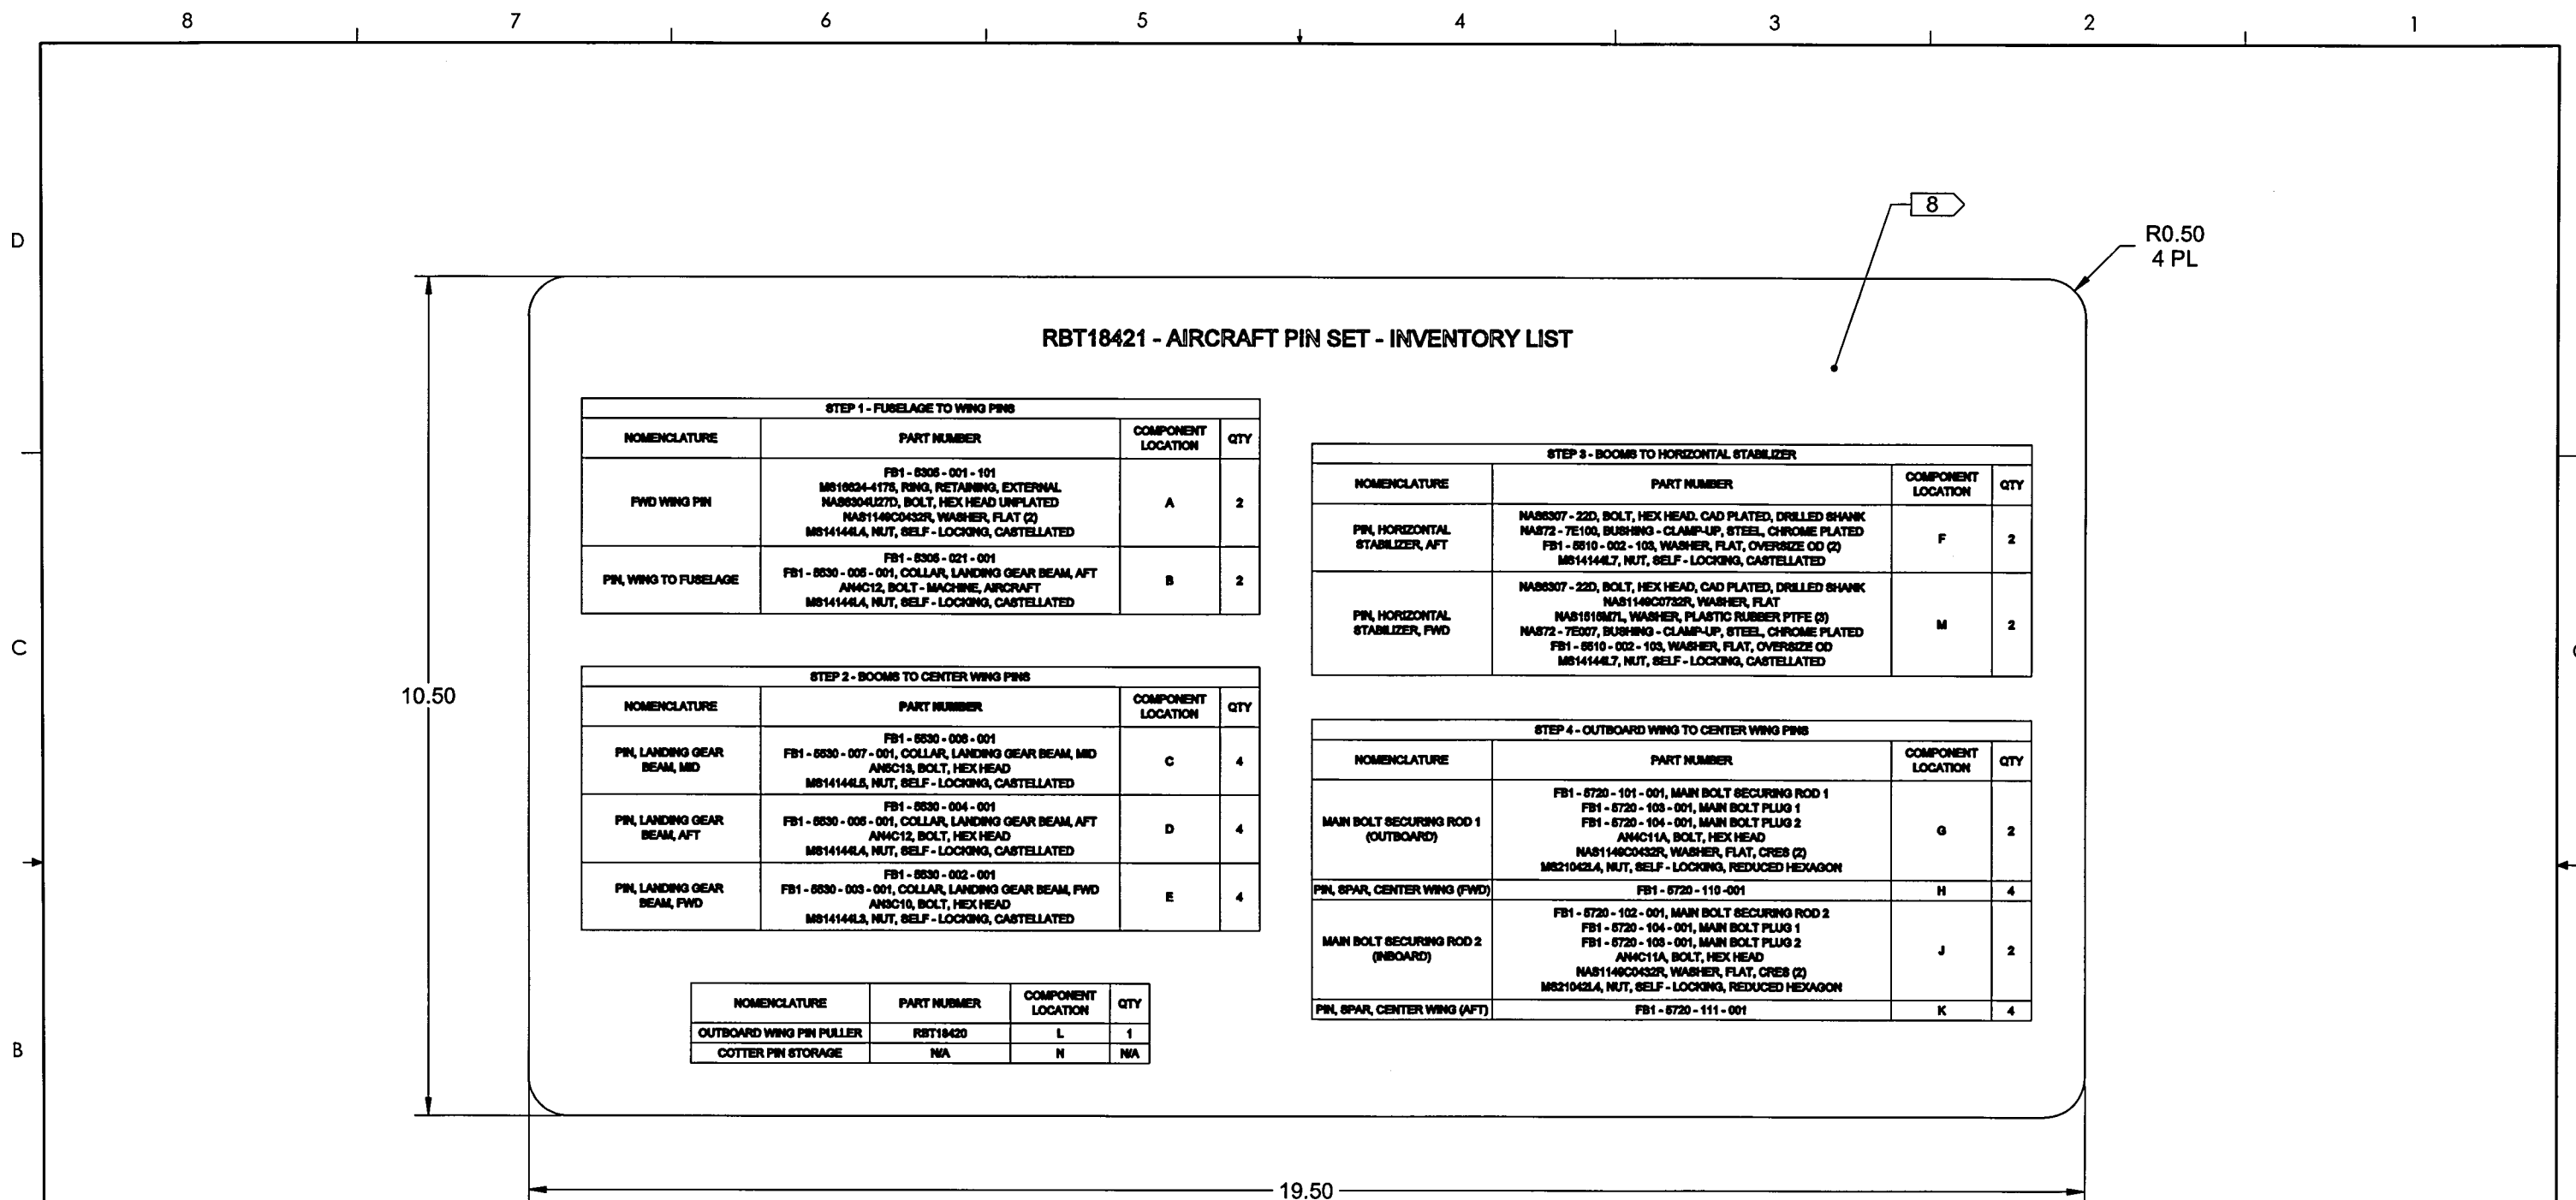 8 7 6 5 4 3 2 1
D
8
R0.50
4 PL
RBT18421 - AIRCRAFT PIN SET - INVENTORY LIST
STEP 1 - FUSELAGE TO WING PINS
NOMENCLATURE PART NUMBER COMPONENT LOCATION QTY
FWD WING PIN
FB1 - 5305 - 001 - 101
MS16624-4175, RING, RETAINING, EXTERNAL
NAS6304U27D, BOLT, HEX HEAD UNPLATED
NAS1149C0432R, WASHER, FLAT (2)
MS14144L4, NUT, SELF - LOCKING, CASTELLATED
A 2
PIN, WING TO FUSELAGE
FB1 - 5305 - 021 - 001
FB1 - 5530 - 005 - 001, COLLAR, LANDING GEAR BEAM, AFT
AN4C12, BOLT - MACHINE, AIRCRAFT
MS14144L4, NUT, SELF - LOCKING, CASTELLATED
B 2
STEP 2 - BOOMS TO CENTER WING PINS
NOMENCLATURE PART NUMBER COMPONENT LOCATION QTY
PIN, LANDING GEAR
BEAM, MID
FB1 - 5530 - 006 - 001
FB1 - 5530 - 007 - 001, COLLAR, LANDING GEAR BEAM, MID
AN5C13, BOLT, HEX HEAD
MS14144L5, NUT, SELF - LOCKING, CASTELLATED
C 4
PIN, LANDING GEAR
BEAM, AFT
FB1 - 5530 - 004 - 001
FB1 - 5530 - 005 - 001, COLLAR, LANDING GEAR BEAM, AFT
AN4C12, BOLT, HEX HEAD
MS14144L4, NUT, SELF - LOCKING, CASTELLATED
D 4
PIN, LANDING GEAR
BEAM, FWD
FB1 - 5530 - 002 - 001
FB1 - 5530 - 003 - 001, COLLAR, LANDING GEAR BEAM, FWD
AN3C10, BOLT, HEX HEAD
MS14144L3, NUT, SELF - LOCKING, CASTELLATED
E 4
NOMENCLATURE PART NUBMER COMPONENT LOCATION QTY
OUTBOARD WING PIN PULLER RBT18420 L 1
COTTER PIN STORAGE N/A N N/A
STEP 3 - BOOMS TO HORIZONTAL STABILIZER
NOMENCLATURE PART NUMBER COMPONENT LOCATION QTY
PIN, HORIZONTAL
STABILIZER, AFT
NAS6307 - 22D, BOLT, HEX HEAD. CAD PLATED, DRILLED SHANK
NAS72 - 7E100, BUSHING - CLAMP-UP, STEEL, CHROME PLATED
FB1 - 5510 - 002 - 103, WASHER, FLAT, OVERSIZE OD (2)
MS14144L7, NUT, SELF - LOCKING, CASTELLATED
F 2
PIN, HORIZONTAL
STABILIZER, FWD
NAS6307 - 22D, BOLT, HEX HEAD, CAD PLATED, DRILLED SHANK
NAS1149C0732R, WASHER, FLAT
NAS1515M7L, WASHER, PLASTIC RUBBER PTFE (3)
NAS72 - 7E007, BUSHING - CLAMP-UP, STEEL, CHROME PLATED
FB1 - 5510 - 002 - 103, WASHER, FLAT, OVERSIZE OD
MS14144L7, NUT, SELF - LOCKING, CASTELLATED
M 2
STEP 4 - OUTBOARD WING TO CENTER WING PINS
NOMENCLATURE PART NUMBER COMPONENT LOCATION QTY
MAIN BOLT SECURING ROD 1
(OUTBOARD)
FB1 - 5720 - 101 - 001, MAIN BOLT SECURING ROD 1
FB1 - 5720 - 103 - 001, MAIN BOLT PLUG 1
FB1 - 5720 - 104 - 001, MAIN BOLT PLUG 2
AN4C11A, BOLT, HEX HEAD
NAS1149C0432R, WASHER, FLAT, CRES (2)
MS21042L4, NUT, SELF - LOCKING, REDUCED HEXAGON
G 2
PIN, SPAR, CENTER WING (FWD) FB1 - 5720 - 110 -001 H 4
MAIN BOLT SECURING ROD 2
(INBOARD)
FB1 - 5720 - 102 - 001, MAIN BOLT SECURING ROD 2
FB1 - 5720 - 104 - 001, MAIN BOLT PLUG 1
FB1 - 5720 - 103 - 001, MAIN BOLT PLUG 2
AN4C11A, BOLT, HEX HEAD
NAS1149C0432R, WASHER, FLAT, CRES (2)
MS21042L4, NUT, SELF - LOCKING, REDUCED HEXAGON
J 2
PIN, SPAR, CENTER WING (AFT) FB1 - 5720 - 111 - 001 K 4
C
10.50
B
19.50